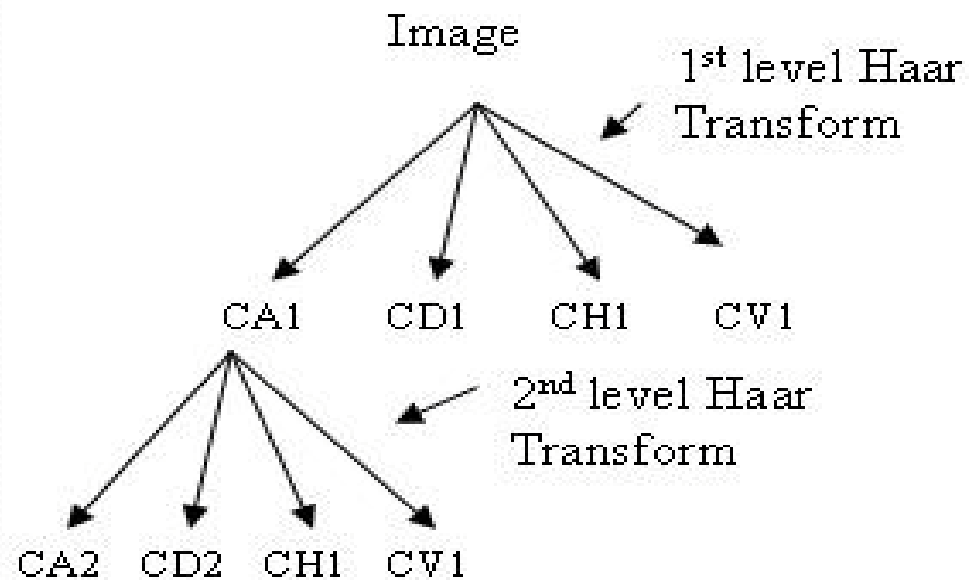 Image
1st level Haar
Transform
CA1 CD1 CH1 CV1
2nd level Haar
Transform
CA2 CD2 CH1 CV1